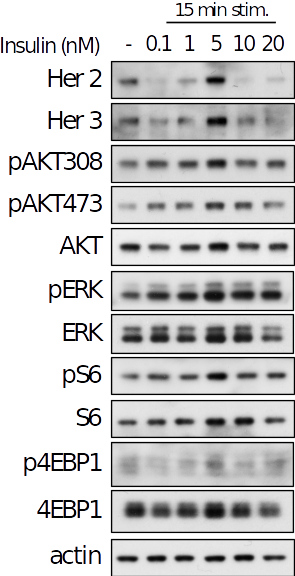 15 min stim.
Insulin (nM) - 0.1 1 5 10 20
Her 2
Her 3
pAKT308
pAKT473
AKT
pERK
ERK
pS6
S6
p4EBP1
4EBP1
actin